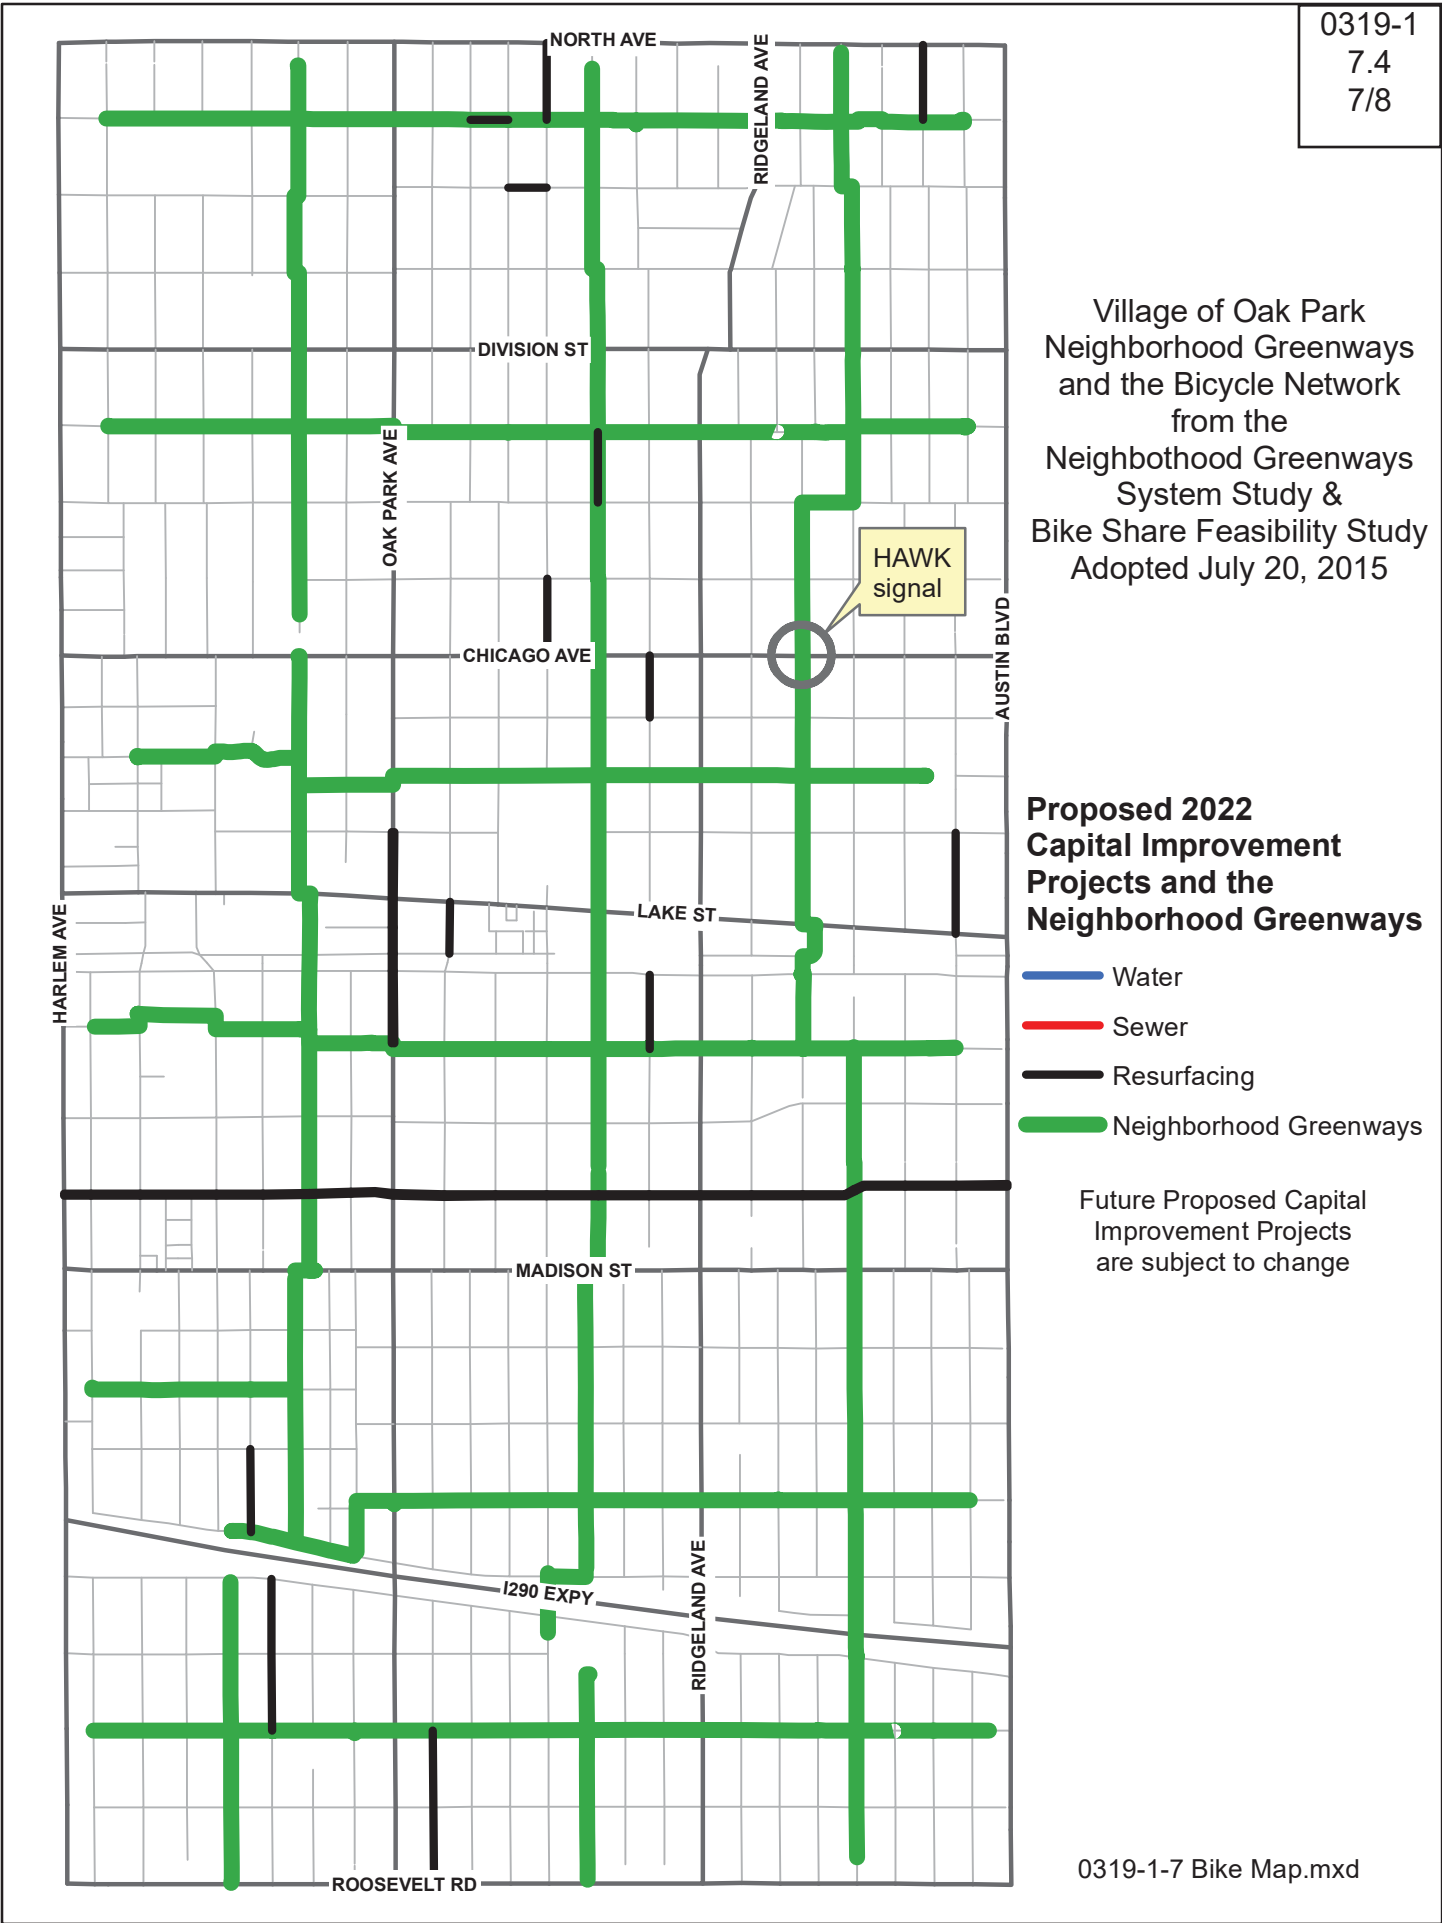 0319-1
7.4
7/8
NORTH AVE
RIDGELAND AVE
Village of Oak Park
Neighborhood Greenways
and the Bicycle Network
from the
Neighbothood Greenways
System Study &
Bike Share Feasibility Study
Adopted July 20, 2015
DIVISION ST
OAK PARK AVE
HAWK
signal
CHICAGO AVE
AUSTIN BLVD
Proposed 2022
Capital Improvement
Projects and the
Neighborhood Greenways
LAKE ST
HARLEM AVE
Water
Sewer
Resurfacing
Neighborhood Greenways
Future Proposed Capital
Improvement Projects
are subject to change
MADISON ST
I290 EXPY
RIDGELAND AVE
ROOSEVELT RD
0319-1-7 Bike Map.mxd